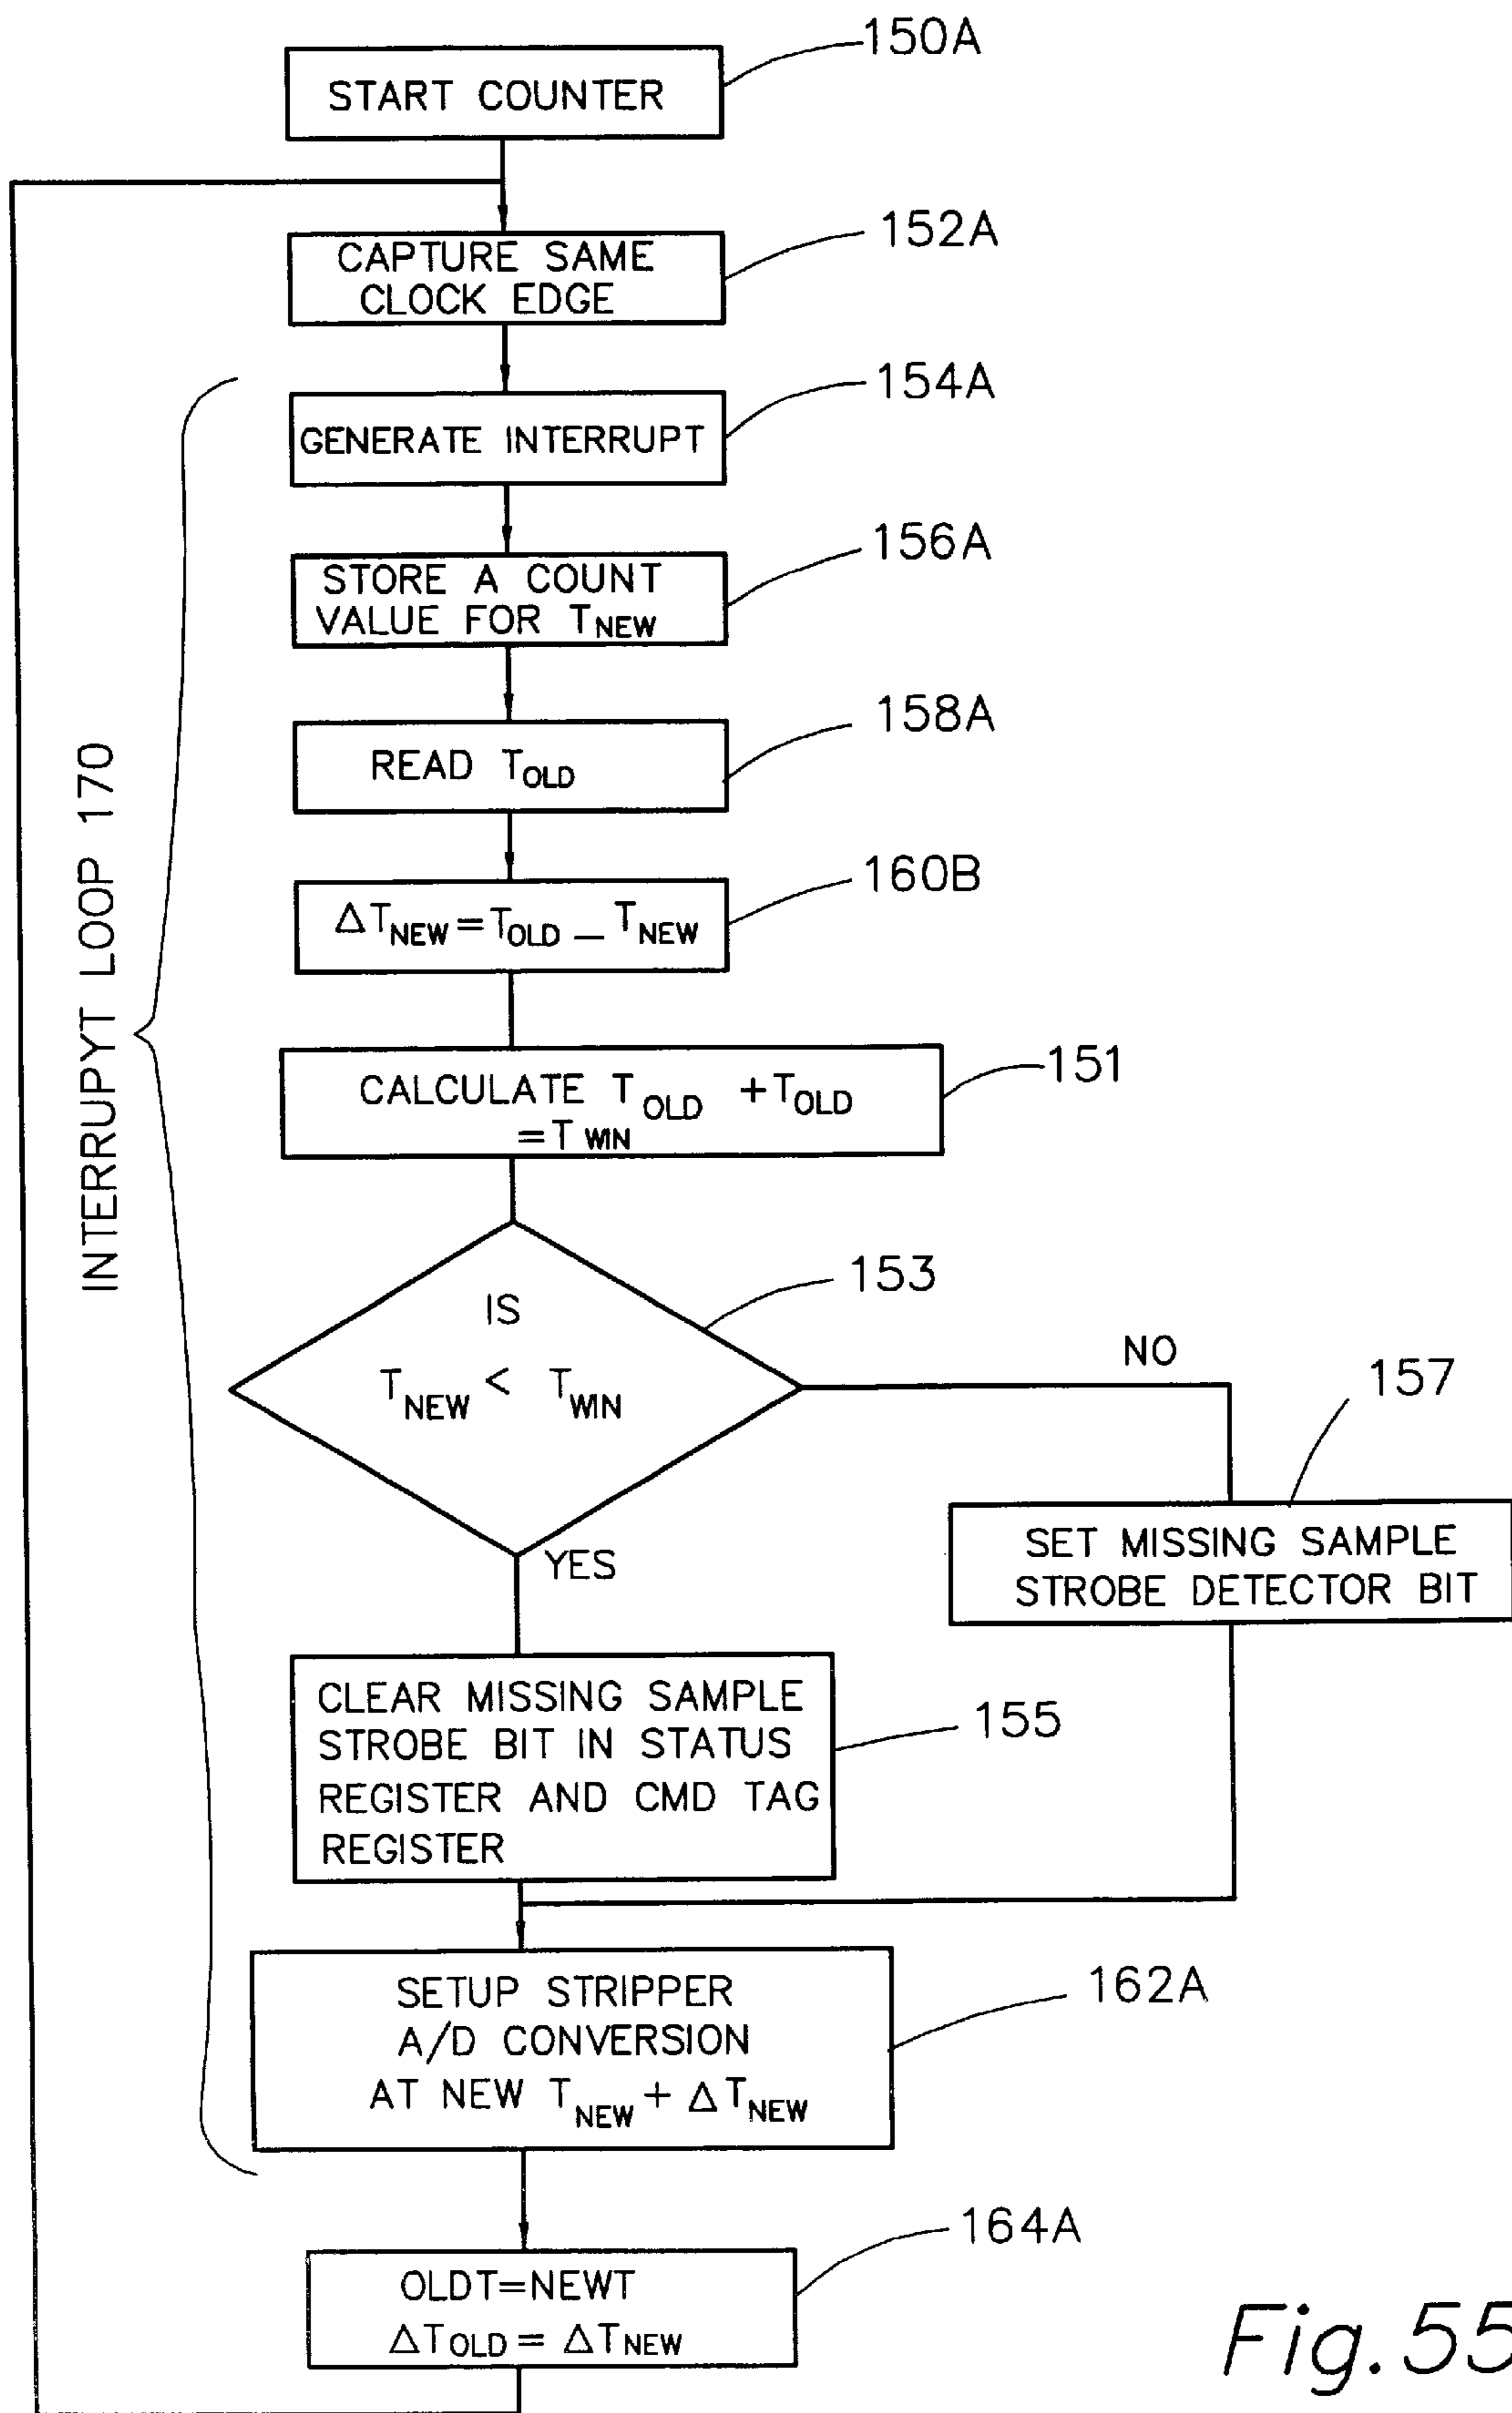 START COUNTER
150A
CAPTURE SAME
CLOCK EDGE
152A
GENERATE INTERRUPT
154A
STORE A COUNT
VALUE FOR TNEW
156A
READ TOLD
158A
ΔTNEW = TOLD – TNEW
160B
CALCULATE TOLD +TOLD
=TWIN
151
IS
TNEW < TWIN
153
NO
YES
157
SET MISSING SAMPLE
STROBE DETECTOR BIT
CLEAR MISSING SAMPLE
STROBE BIT IN STATUS
REGISTER AND CMD TAG
REGISTER
155
SETUP STRIPPER
A/D CONVERSION
AT NEW TNEW + ΔTNEW
162A
OLDT=NEWT
ΔTOLD = ΔTNEW
164A
INTERRUPYT LOOP 170
Fig.55